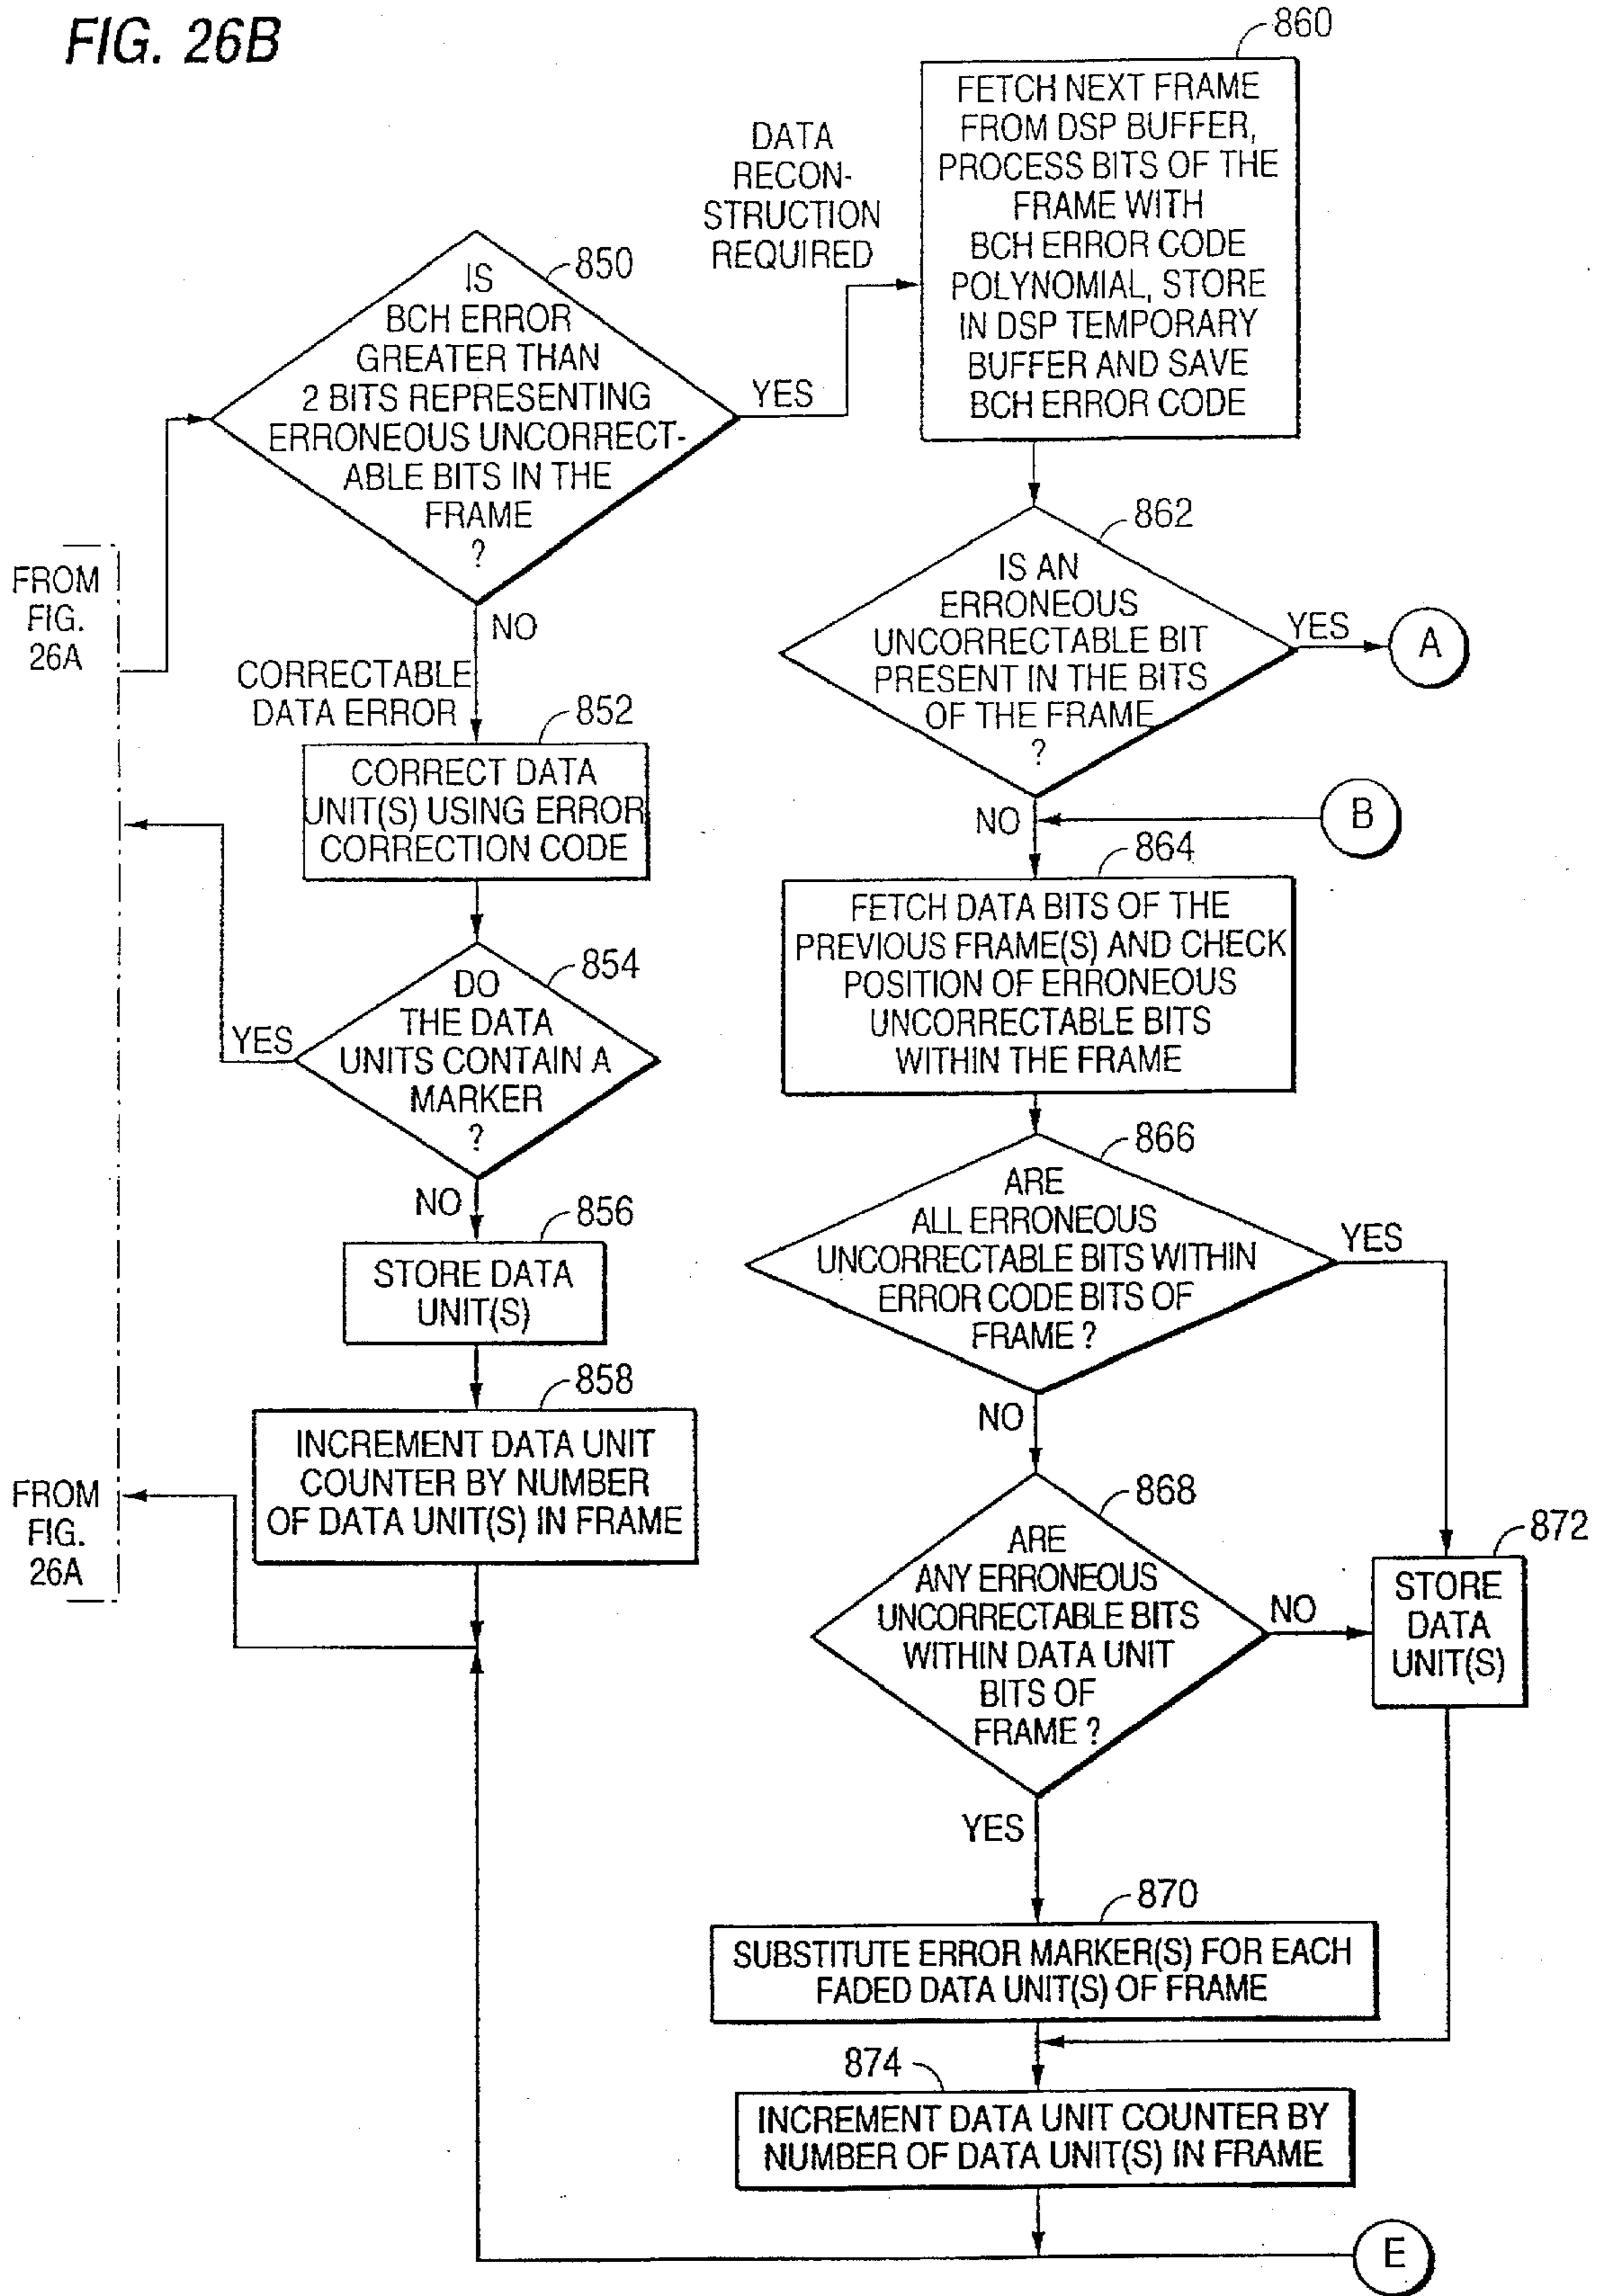 FIG. 26B
860
FETCH NEXT FRAME
FROM DSP BUFFER,
PROCESS BITS OF THE
FRAME WITH
BCH ERROR CODE
POLYNOMIAL, STORE
IN DSP TEMPORARY
BUFFER AND SAVE
BCH ERROR CODE
DATA
RECON-
STRUCTION
REQUIRED
850
IS
BCH ERROR
GREATER THAN
2 BITS REPRESENTING
ERRONEOUS UNCORRECT-
ABLE BITS IN THE
FRAME
?
YES
NO
FROM
FIG.
26A
CORRECTABLE
DATA ERROR
852
CORRECT DATA
UNIT(S) USING ERROR
CORRECTION CODE
854
DO
THE DATA
UNITS CONTAIN A
MARKER
?
YES
NO
856
STORE DATA
UNIT(S)
858
INCREMENT DATA UNIT
COUNTER BY NUMBER
OF DATA UNIT(S) IN FRAME
FROM
FIG.
26A
862
IS AN
ERRONEOUS
UNCORRECTABLE BIT
PRESENT IN THE BITS
OF THE FRAME
?
YES
A
NO
B
864
FETCH DATA BITS OF THE
PREVIOUS FRAME(S) AND CHECK
POSITION OF ERRONEOUS
UNCORRECTABLE BITS
WITHIN THE FRAME
866
ARE
ALL ERRONEOUS
UNCORRECTABLE BITS WITHIN
ERROR CODE BITS OF
FRAME ?
YES
NO
868
ARE
ANY ERRONEOUS
UNCORRECTABLE BITS
WITHIN DATA UNIT
BITS OF
FRAME ?
NO
YES
872
STORE
DATA
UNIT(S)
870
SUBSTITUTE ERROR MARKER(S) FOR EACH
FADED DATA UNIT(S) OF FRAME
874
INCREMENT DATA UNIT COUNTER BY
NUMBER OF DATA UNIT(S) IN FRAME
E